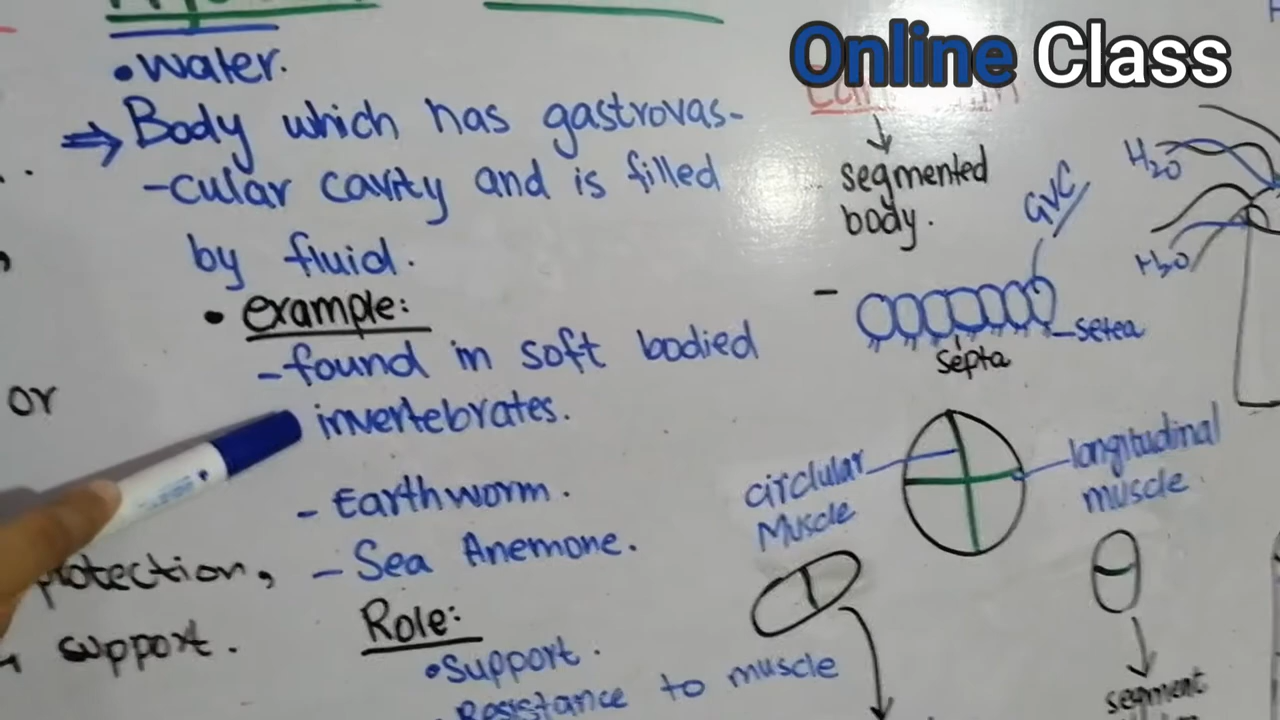 Online Class
• water.
⇒ Body which has gastrovas-
-cular cavity and is filled
by fluid.
• example:
- found in soft bodied
invertebrates.
- Earthworm.
- Sea Anemone.
Role:
• support.
Resistance to muscle
or
protection,
support.
segmented
body.
GVC
setea
septa
circlular
Muscle
longitudinal
muscle.
segment
H2O
H2O